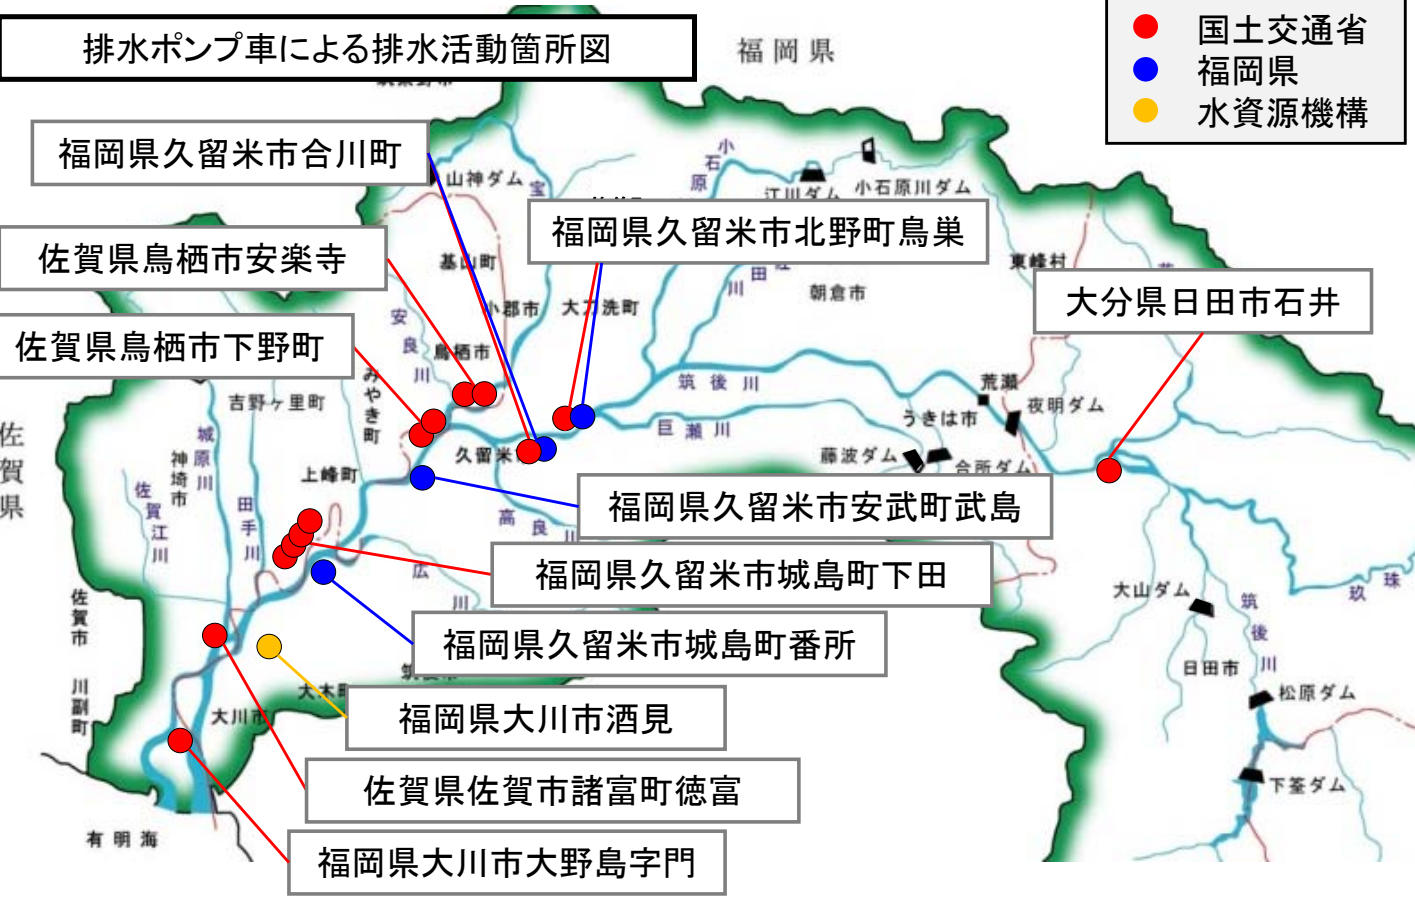 排水ポンプ車による排水活動箇所図
国土交通省
福岡県
水資源機構
福岡県
福岡県久留米市合川町
山神ダム
宝
小石原
江川ダム
小石原川ダム
福岡県久留米市北野町鳥巣
佐賀県鳥栖市安楽寺
基山町
田
川
朝倉市
東峰村
大分県日田市石井
小郡市
大刀洗町
佐賀県鳥栖市下野町
安良川
鳥栖市
みやき町
筑後川
荒瀬
夜明ダム
うきは市
吉野ヶ里町
佐賀県
城原川
神埼市
巨瀬川
久留米
藤波ダム
合所ダム
上峰町
佐賀江川
田手川
福岡県久留米市安武町武島
高良川
福岡県久留米市城島町下田
広川
大山ダム
玖珠
筑後川
佐賀市
福岡県久留米市城島町番所
日田市
川副町
大木町
松原ダム
大川市
福岡県大川市酒見
佐賀県佐賀市諸富町徳富
下筌ダム
有明海
福岡県大川市大野島字門